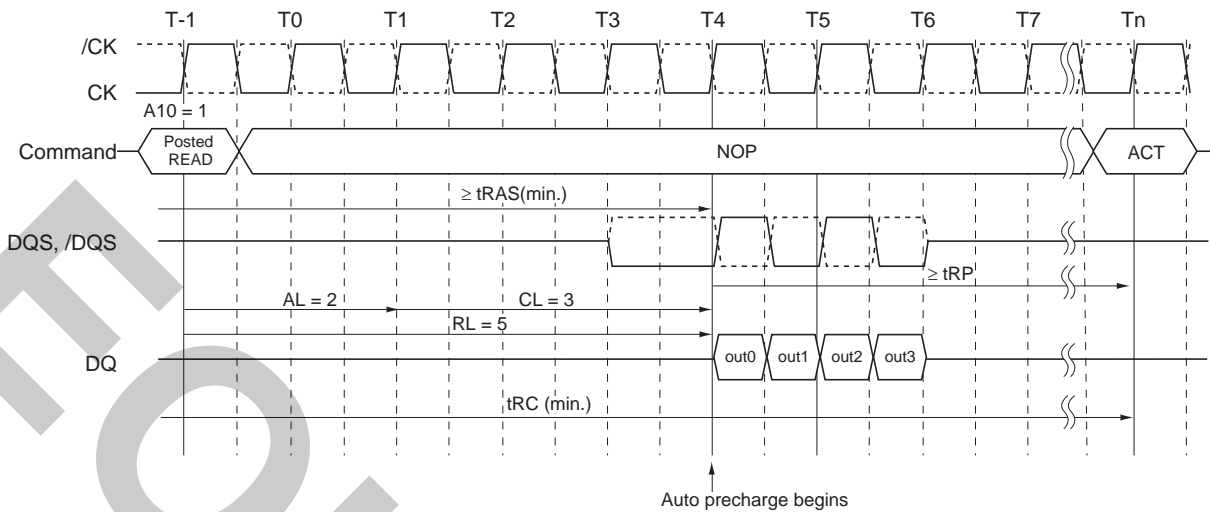 T-1 T0 T1 T2 T3 T4 T5 T6 T7 Tn
/CK
CK
A10 = 1
Command Posted READ NOP ACT
≥ tRAS(min.)
DQS, /DQS
≥ tRP
AL = 2 CL = 3
RL = 5
DQ out0 out1 out2 out3
tRC (min.)
Auto precharge begins